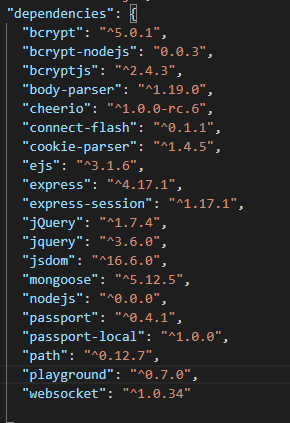 "dependencies": {
"bcrypt": "^5.0.1",
"bcrypt-nodejs": "0.0.3",
"bcryptjs": "^2.4.3",
"body-parser": "^1.19.0",
"cheerio": "^1.0.0-rc.6",
"connect-flash": "^0.1.1",
"cookie-parser": "^1.4.5",
"ejs": "^3.1.6",
"express": "^4.17.1",
"express-session": "^1.17.1",
"jQuery": "^1.7.4",
"jquery": "^3.6.0",
"jsdom": "^16.6.0",
"mongoose": "^5.12.5",
"nodejs": "^0.0.0",
"passport": "^0.4.1",
"passport-local": "^1.0.0",
"path": "^0.12.7",
"playground": "^0.7.0",
"websocket": "^1.0.34"